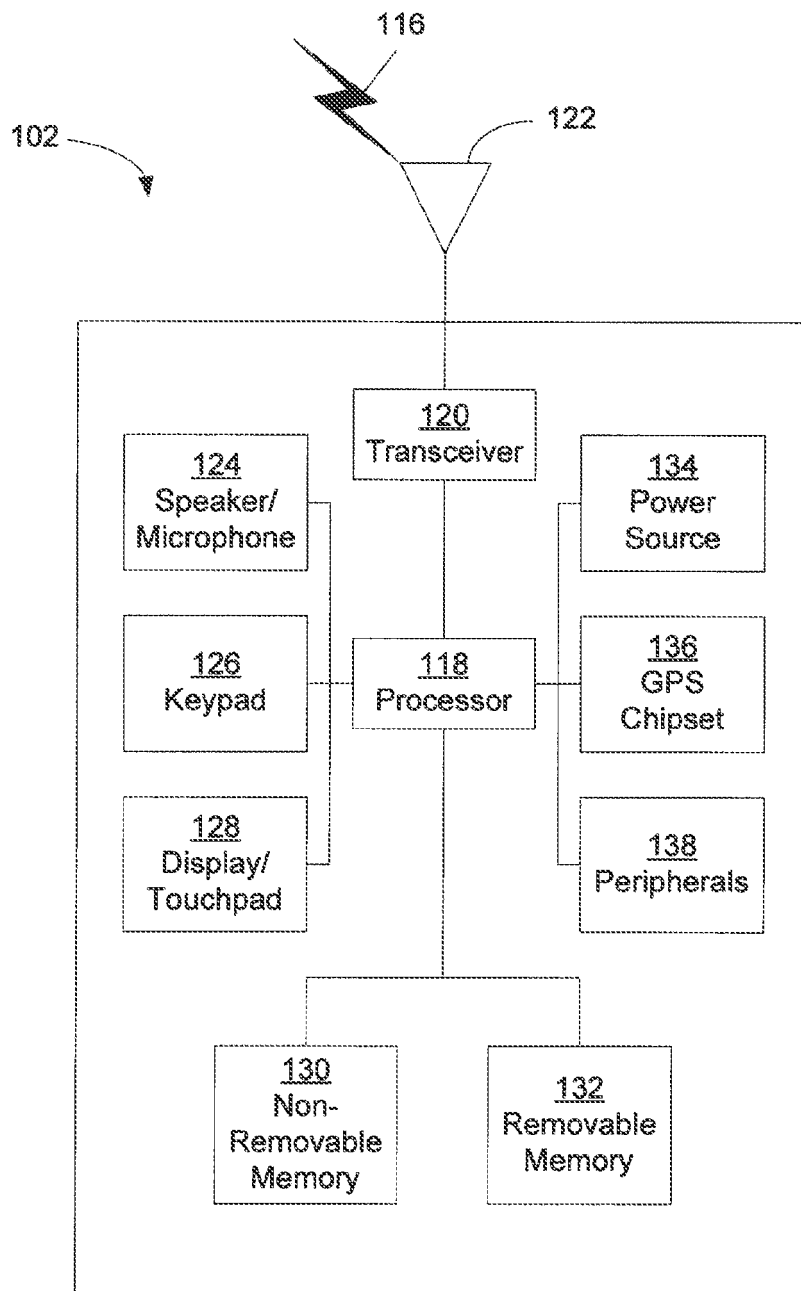 116
122
102
120
Transceiver
124
Speaker/
Microphone
134
Power
Source
126
Keypad
118
Processor
136
GPS
Chipset
128
Display/
Touchpad
138
Peripherals
130
Non-
Removable
Memory
132
Removable
Memory